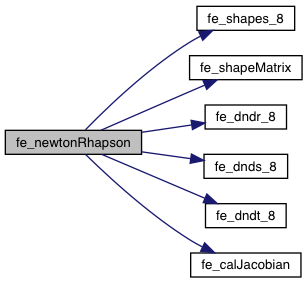 fe_shapes_8
fe_shapeMatrix
fe_dndr_8
fe_newtonRhapson
fe_dnds_8
fe_dndt_8
fe_calJacobian